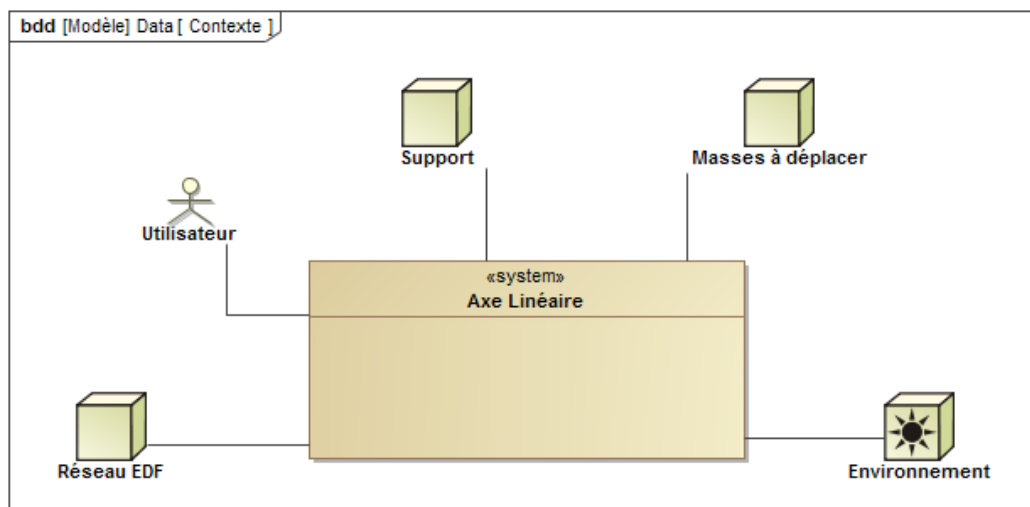 bdd [Modèle] Data [ Contexte ]
Support
Masses à déplacer
Utilisateur
«system»
Axe Linéaire
Réseau EDF
Environnement